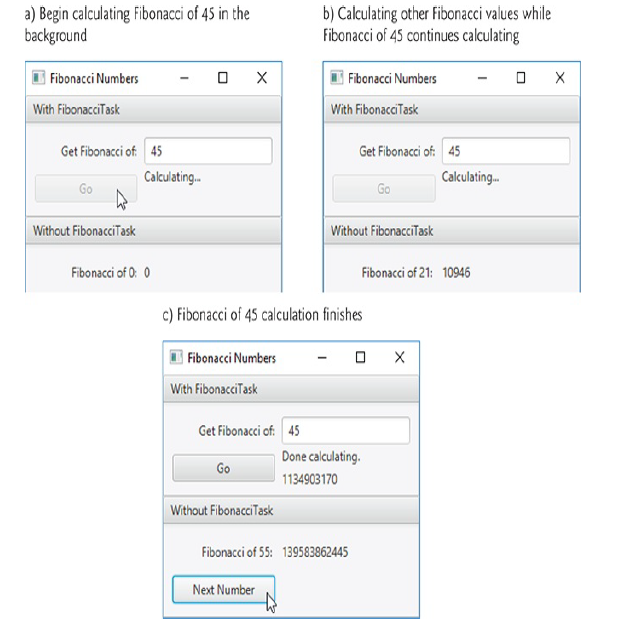 a) Begin calculating Fibonacci of 45 in the
background
Fibonacci Numbers
With FibonacciTask
Get Fibonacci of: 45
Calculating...
Go
Without FibonacciTask
Fibonacci of 0: 0
b) Calculating other Fibonacci values while
Fibonacci of 45 continues calculating
Fibonacci Numbers
With FibonacciTask
Get Fibonacci of: 45
Calculating...
Go
Without FibonacciTask
Fibonacci of 21: 10946
c) Fibonacci of 45 calculation finishes
Fibonacci Numbers
With FibonacciTask
Get Fibonacci of: 45
Done calculating.
Go
1134903170
Without FibonacciTask
Fibonacci of 55: 139583862445
Next Number